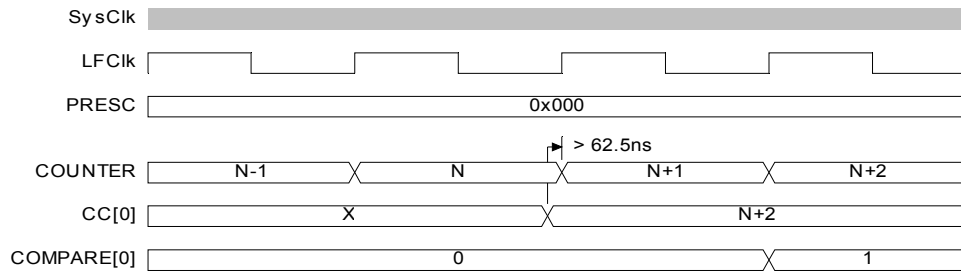 SysClk
LFClk
PRESC 0x000
> 62.5ns
COUNTER N-1 N N+1 N+2
CC[0] X N+2
COMPARE[0] 0 1